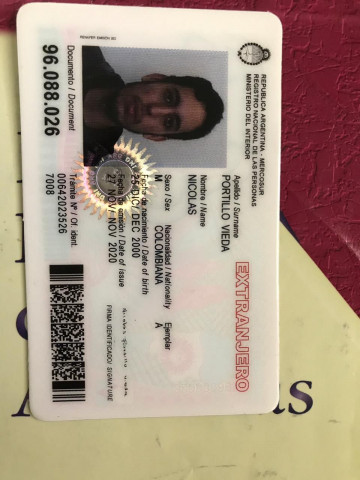 REPUBLICA ARGENTINA - MERCOSUR
REGISTRO NACIONAL DE LAS PERSONAS
MINISTERIO DEL INTERIOR
Apellido / Surname
PORTILLO VIEDA
EXTRANJERO
Nombre / Name
NICOLAS
Sexo / Sex
Nacionalidad / Nationality
Ejemplar
M
COLOMBIANA
A
Fecha de nacimiento / Date of birth
25 DIC/ DEC 2000
Fecha de emisión / Date of issue
27 NOV/ NOV 2020
FIRMA IDENTIFICADO/ SIGNATURE
Documento / Document
96.088.026
Trámite Nº / Of. ident.
00642023526
7008